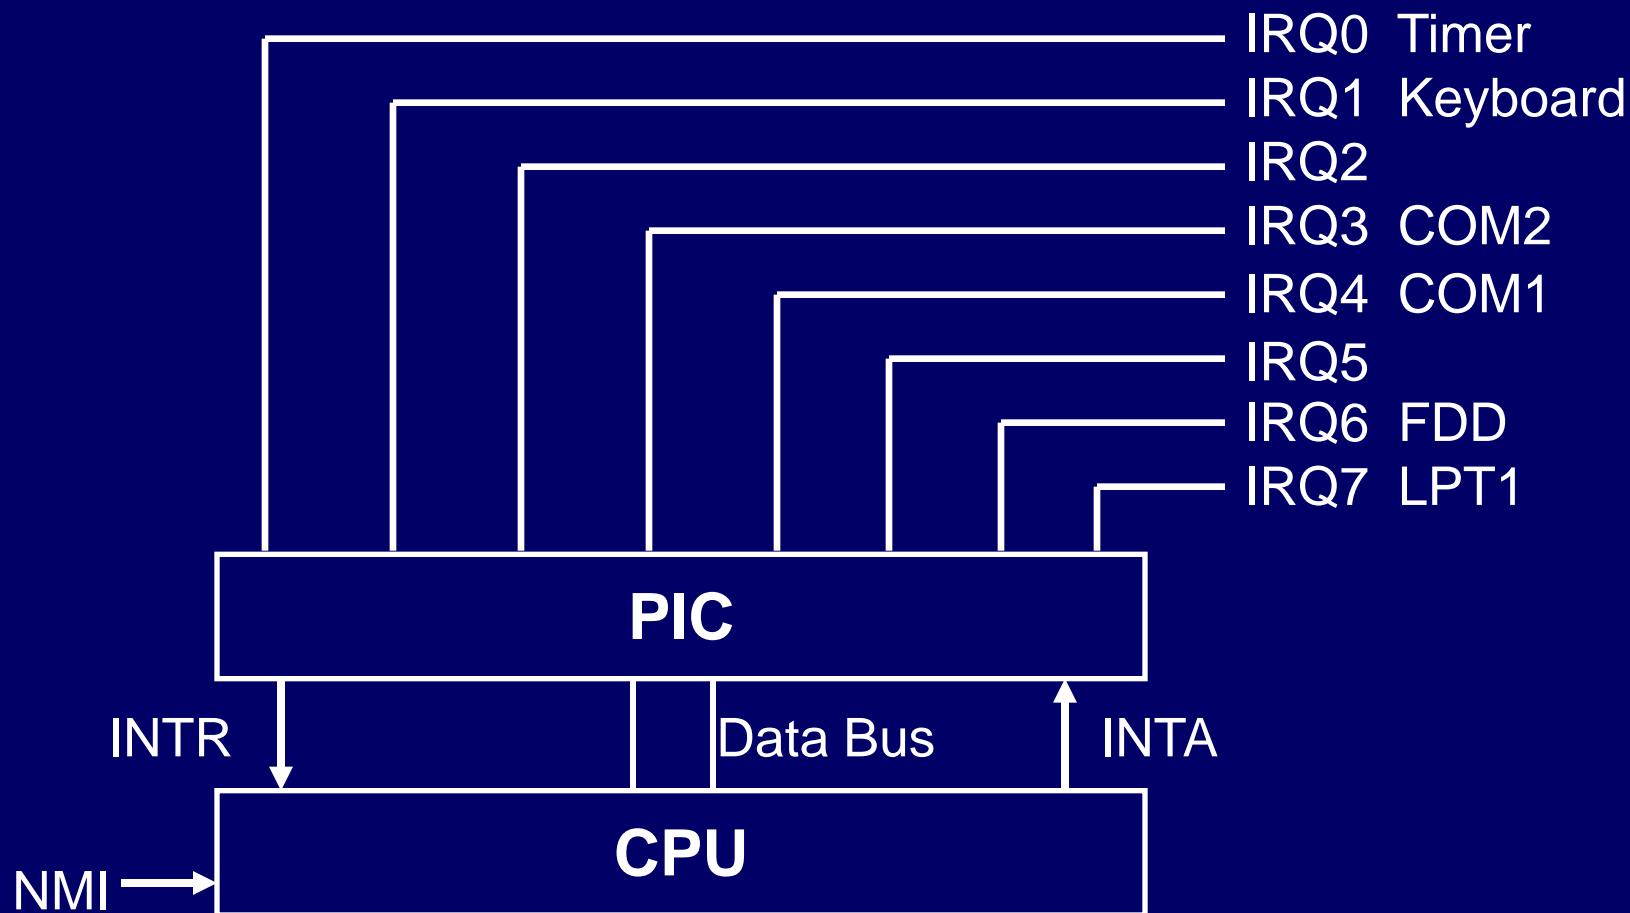 IRQ0 Timer
IRQ1 Keyboard
IRQ2
IRQ3 COM2
IRQ4 COM1
IRQ5
IRQ6 FDD
IRQ7 LPT1
PIC
INTR Data Bus INTA
CPU
NMI